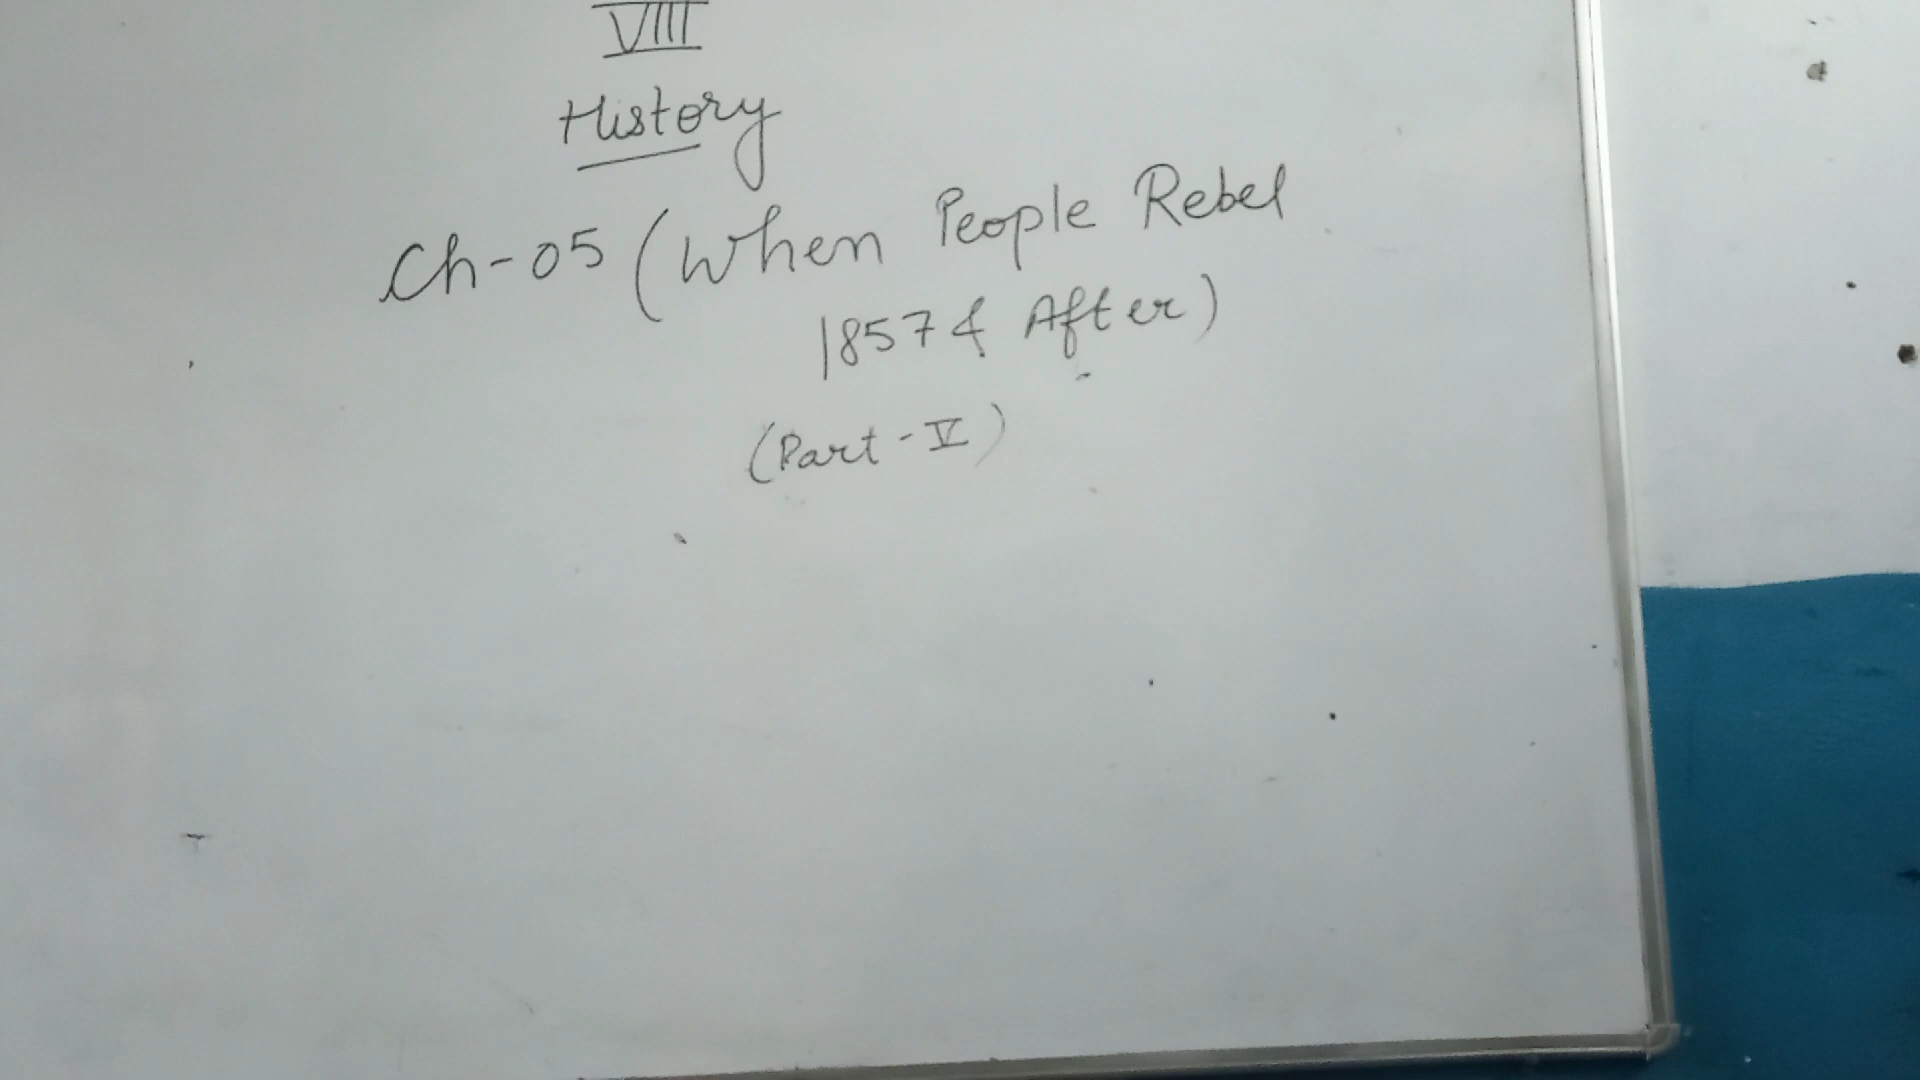 VIII
History
Ch-05 (When People Rebel
1857 & After)
(Part-V)